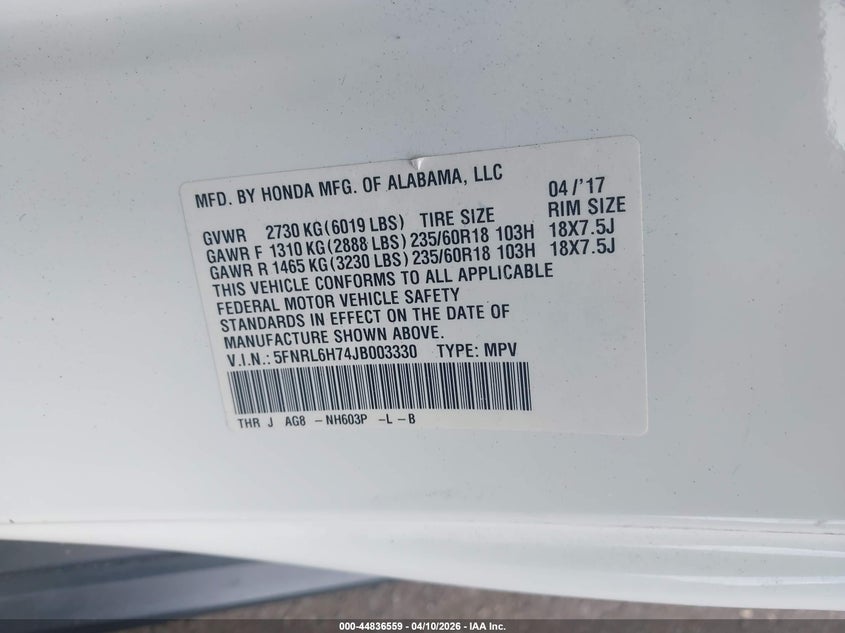 MFD. BY HONDA MFG. OF ALABAMA, LLC 04/'17
GVWR 2730 KG(6019 LBS) TIRE SIZE RIM SIZE
GAWR F 1310 KG(2888 LBS) 235/60R18 103H 18X7.5J
GAWR R 1465 KG(3230 LBS) 235/60R18 103H 18X7.5J
THIS VEHICLE CONFORMS TO ALL APPLICABLE
FEDERAL MOTOR VEHICLE SAFETY
STANDARDS IN EFFECT ON THE DATE OF
MANUFACTURE SHOWN ABOVE.
V.I.N.: 5FNRL6H74JB003330 TYPE: MPV
THR J AG8 -NH603P -L-B
000-44836559 — 04/10/2026 — IAA Inc.